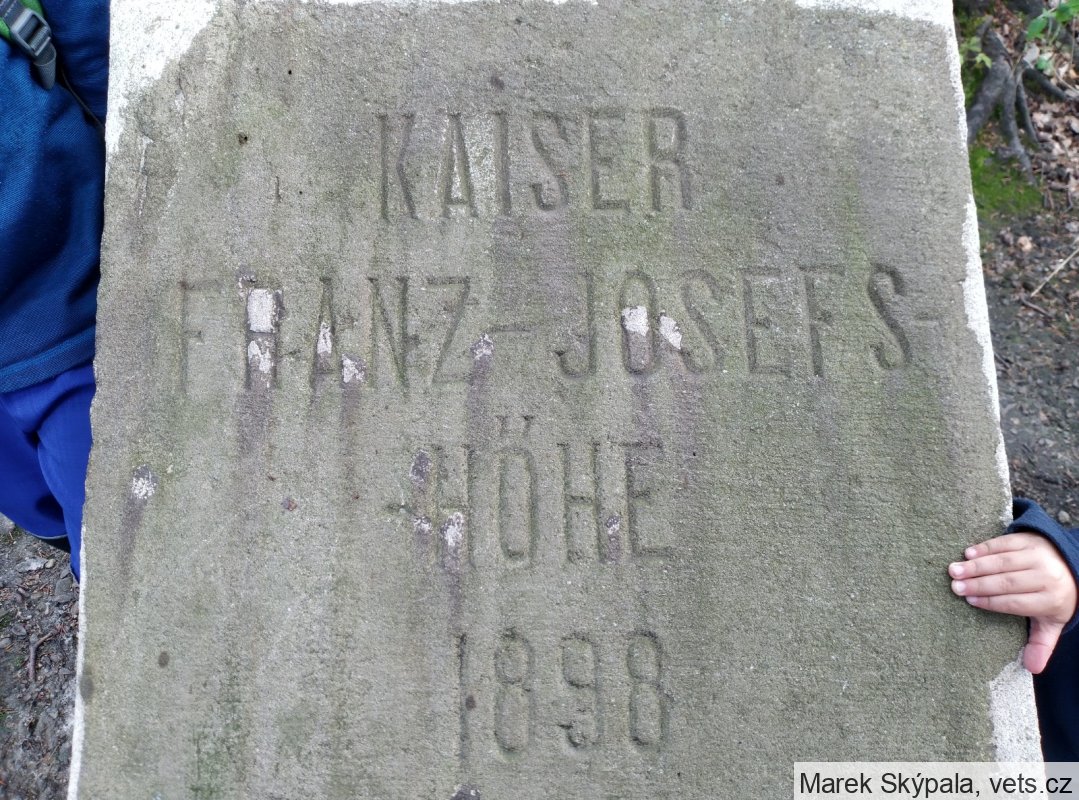 KAISER
FRANZ-JOSEFS-
-HÖHE
1898
Marek Skýpala, vets.cz